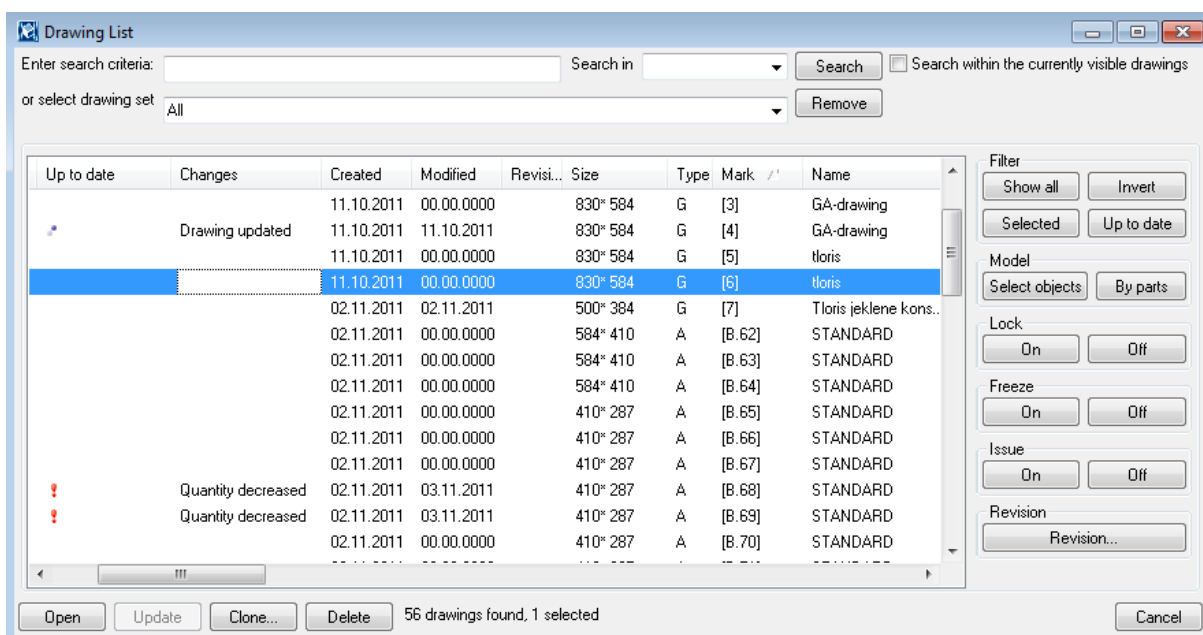 Drawing List
Enter search criteria: Search in Search Search within the currently visible drawings
or select drawing set All Remove
Up to date Changes Created Modified Revisi... Size Type Mark Name
11.10.2011 00.00.0000 830* 584 G [3] GA-drawing
Drawing updated 11.10.2011 11.10.2011 830* 584 G [4] GA-drawing
11.10.2011 00.00.0000 830* 584 G [5] tloris
11.10.2011 00.00.0000 830* 584 G [6] tloris
02.11.2011 02.11.2011 500* 384 G [7] Tloris jeklene kons..
02.11.2011 00.00.0000 584* 410 A [B.62] STANDARD
02.11.2011 00.00.0000 584* 410 A [B.63] STANDARD
02.11.2011 00.00.0000 584* 410 A [B.64] STANDARD
02.11.2011 00.00.0000 410* 287 A [B.65] STANDARD
02.11.2011 00.00.0000 410* 287 A [B.66] STANDARD
02.11.2011 00.00.0000 410* 287 A [B.67] STANDARD
! Quantity decreased 02.11.2011 03.11.2011 410* 287 A [B.68] STANDARD
! Quantity decreased 02.11.2011 03.11.2011 410* 287 A [B.69] STANDARD
02.11.2011 00.00.0000 410* 287 A [B.70] STANDARD
Filter
Show all Invert
Selected Up to date
Model
Select objects By parts
Lock
On Off
Freeze
On Off
Issue
On Off
Revision
Revision...
Open Update Clone... Delete 56 drawings found, 1 selected Cancel